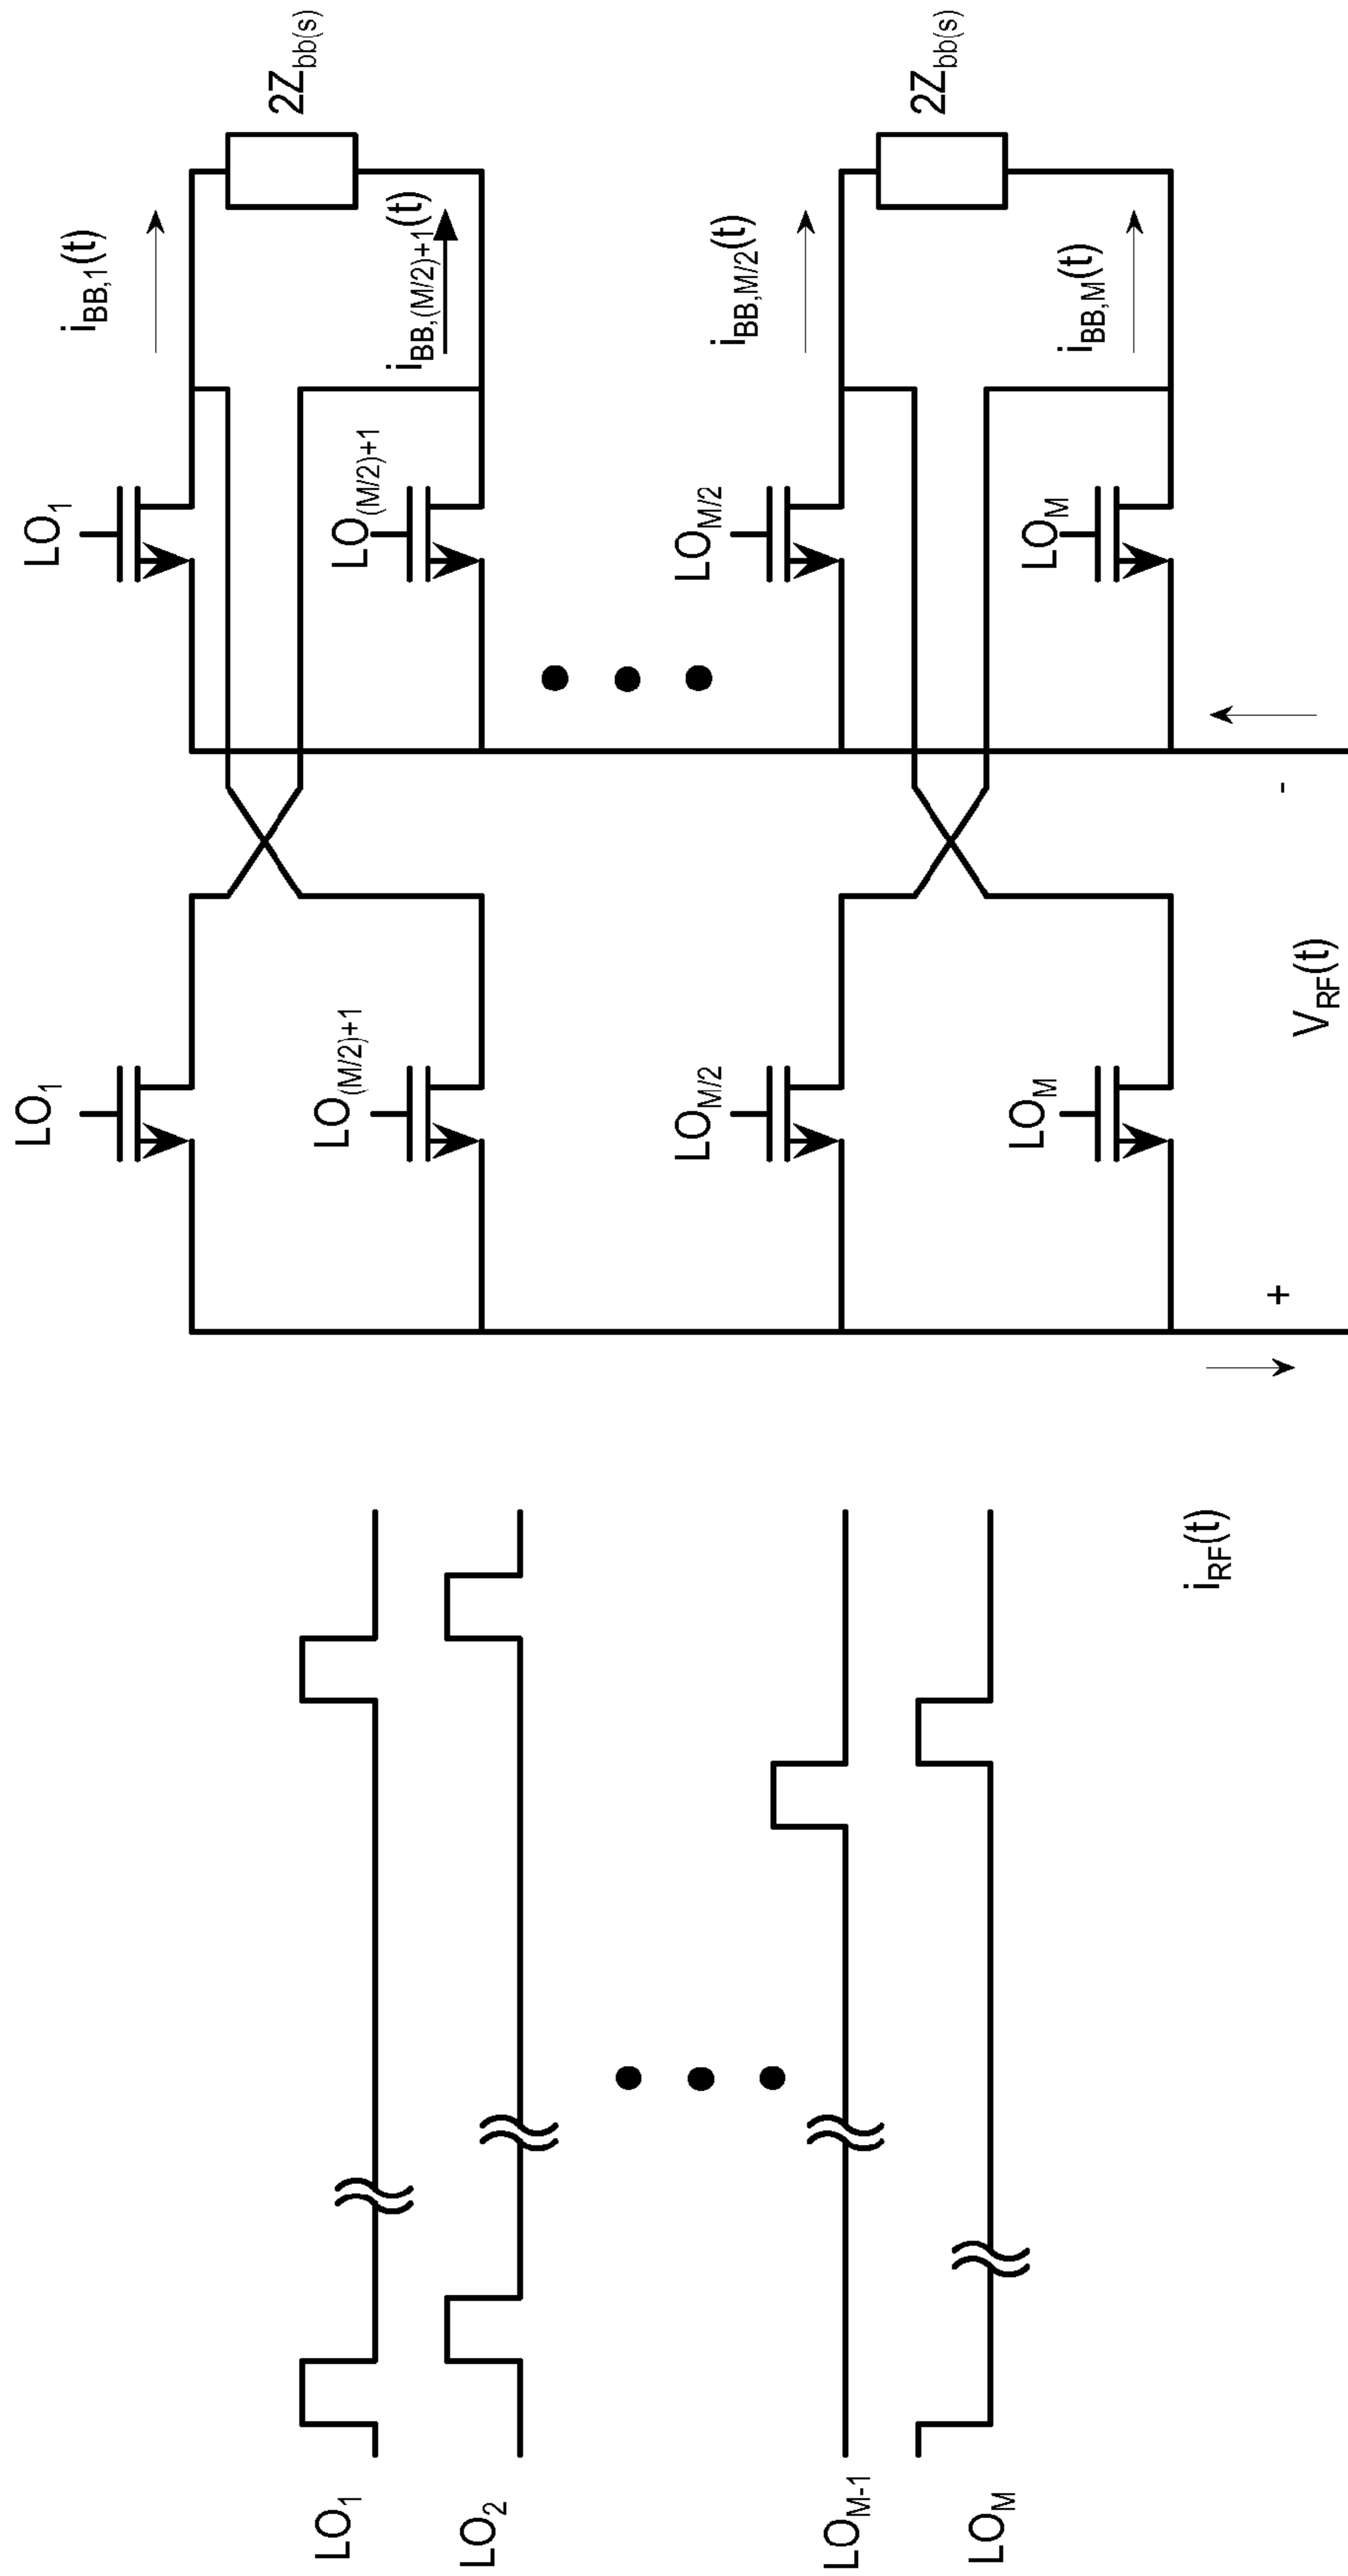 LO1
LO2
LOM-1
LOM
iRF(t)
LO1
LO(M/2)+1
LOM/2
LOM
+
VRF(t)
-
LO1
LO(M/2)+1
LOM/2
LOM
iBB,1(t)
iBB,(M/2)+1(t)
iBB,M/2(t)
iBB,M(t)
2Zbb(s)
2Zbb(s)